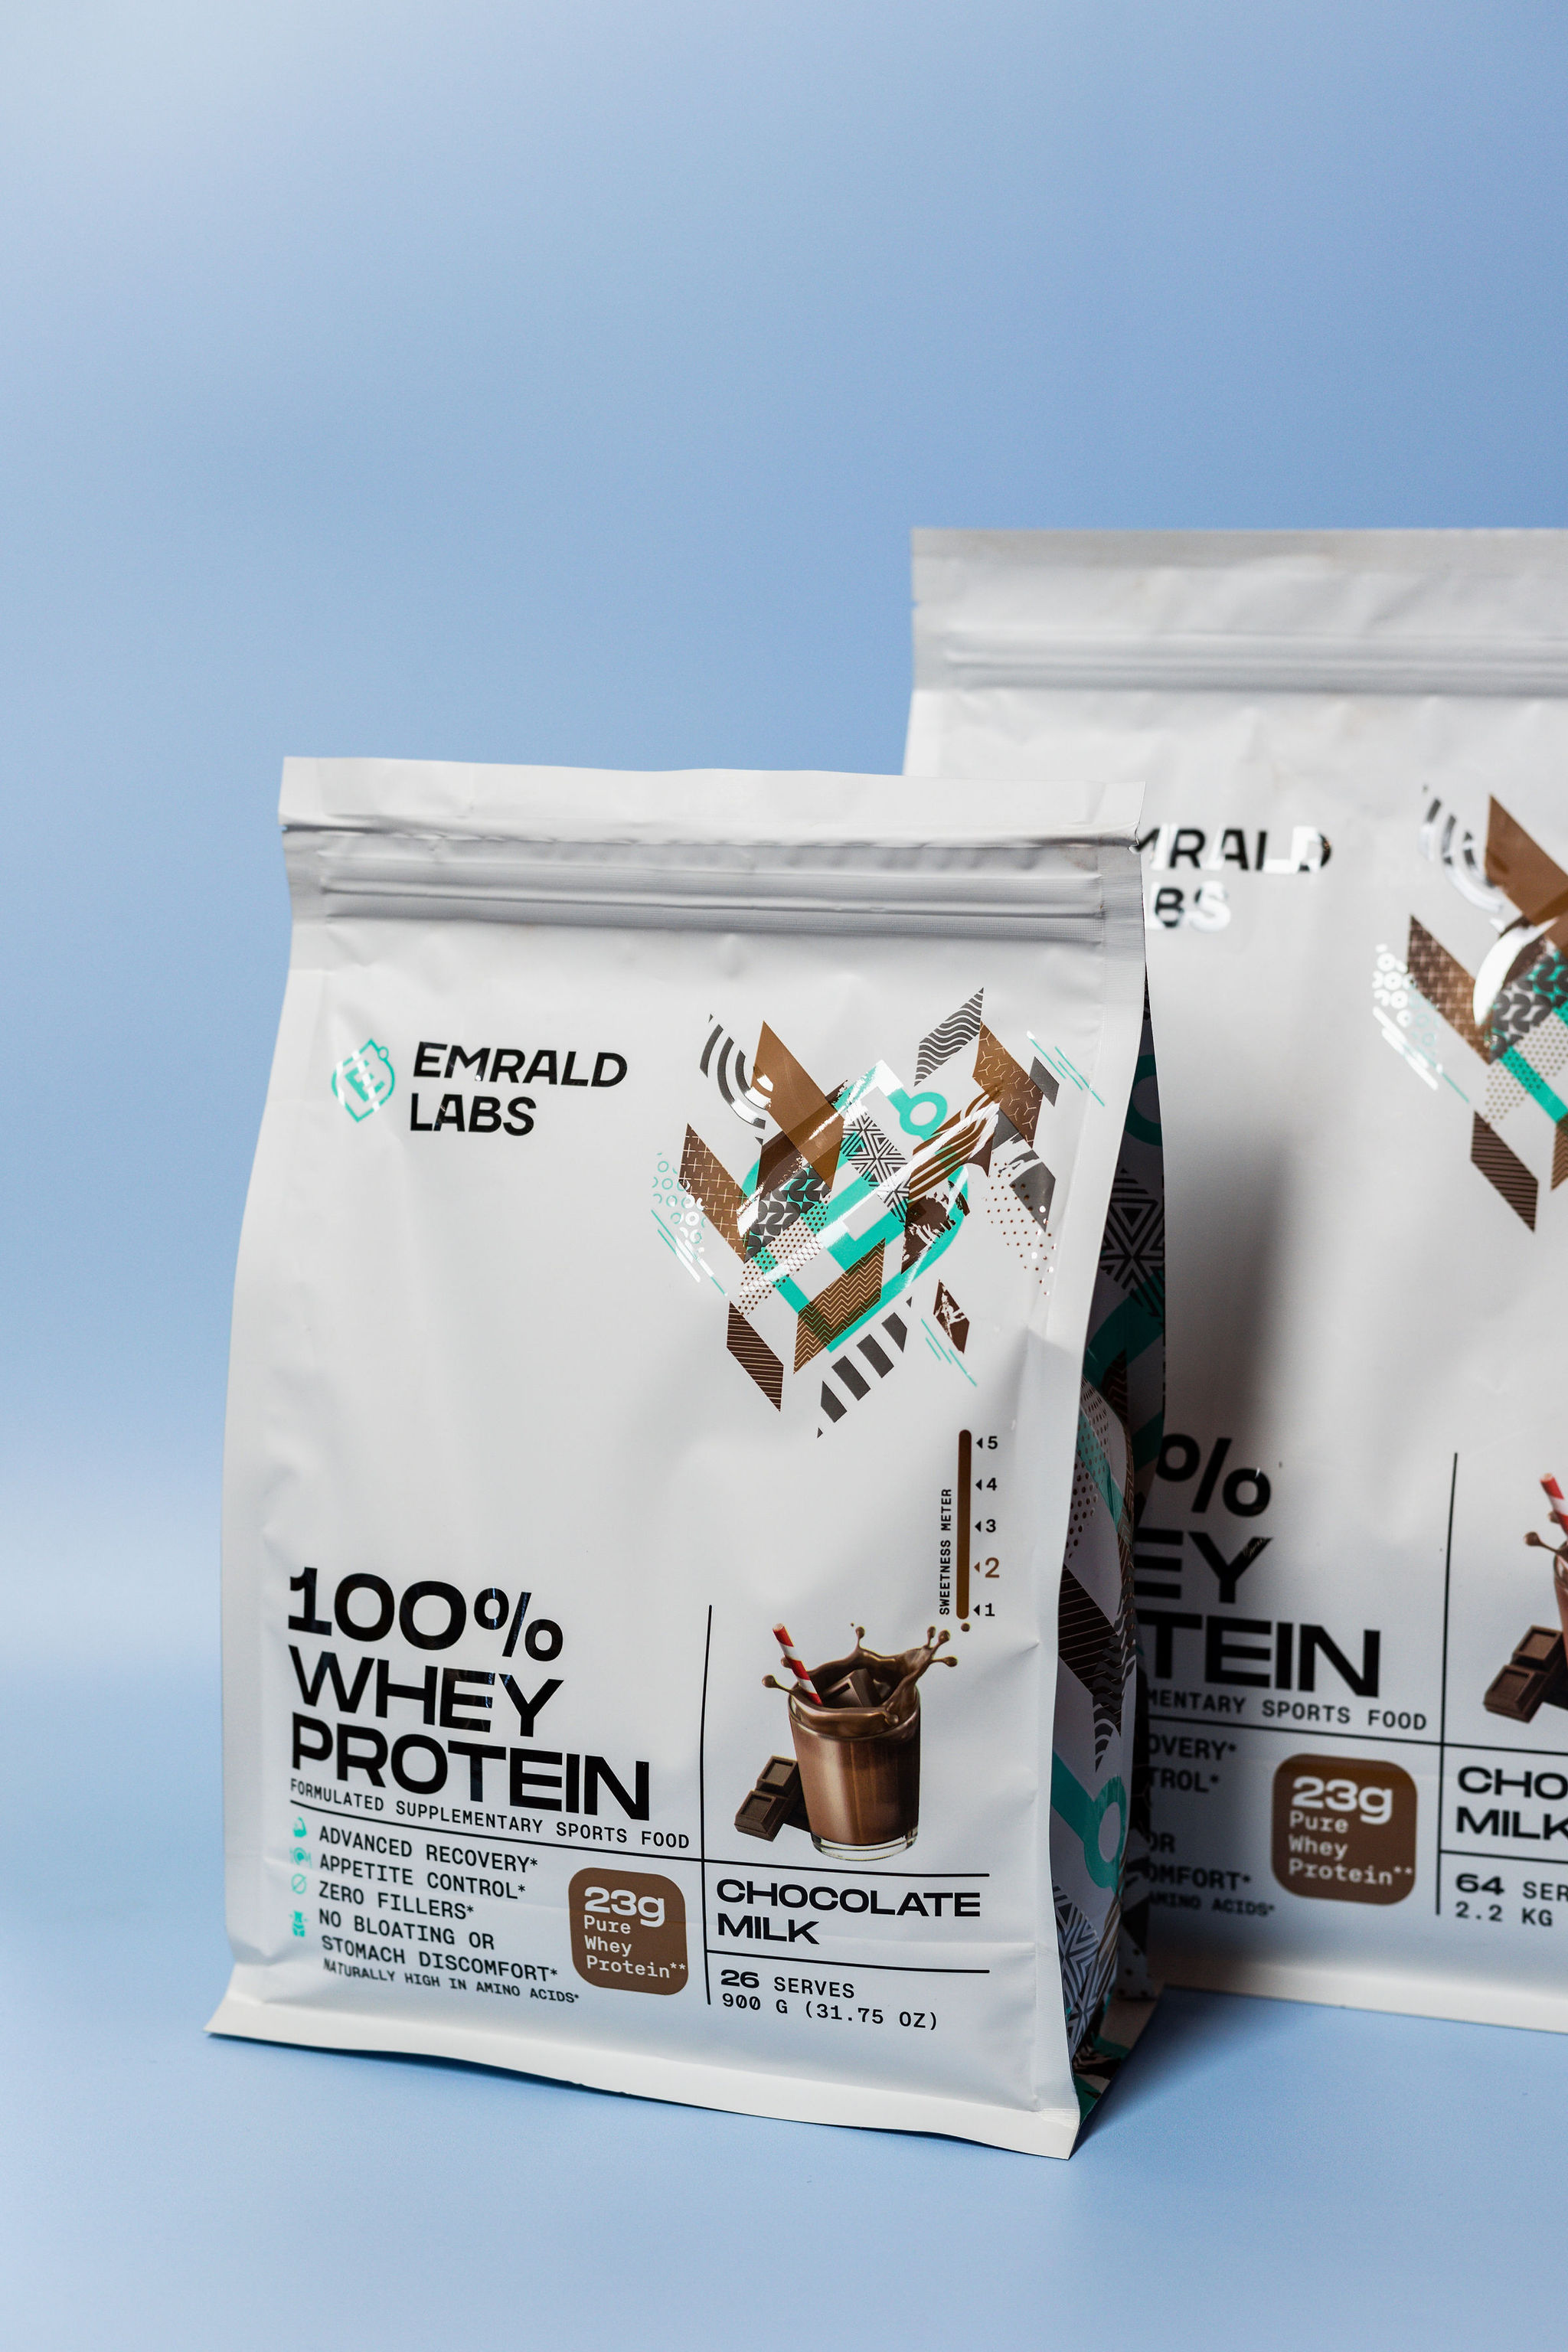 EMRALD
LABS
5
4
3
2
1
SWEETNESS METER
100%
WHEY
PROTEIN
FORMULATED SUPPLEMENTARY SPORTS FOOD
ADVANCED RECOVERY*
APPETITE CONTROL*
ZERO FILLERS*
NO BLOATING OR
STOMACH DISCOMFORT*
NATURALLY HIGH IN AMINO ACIDS*
23g
Pure
Whey
Protein**
CHOCOLATE
MILK
26 SERVES
900 G (31.75 OZ)
MRALD
BS
%
EY
TEIN
MENTARY SPORTS FOOD
OVERY*
TROL*
OR
OMFORT*
AMINO ACIDS*
23g
Pure
Whey
Protein**
CHO
MILK
64 SER
2.2 KG